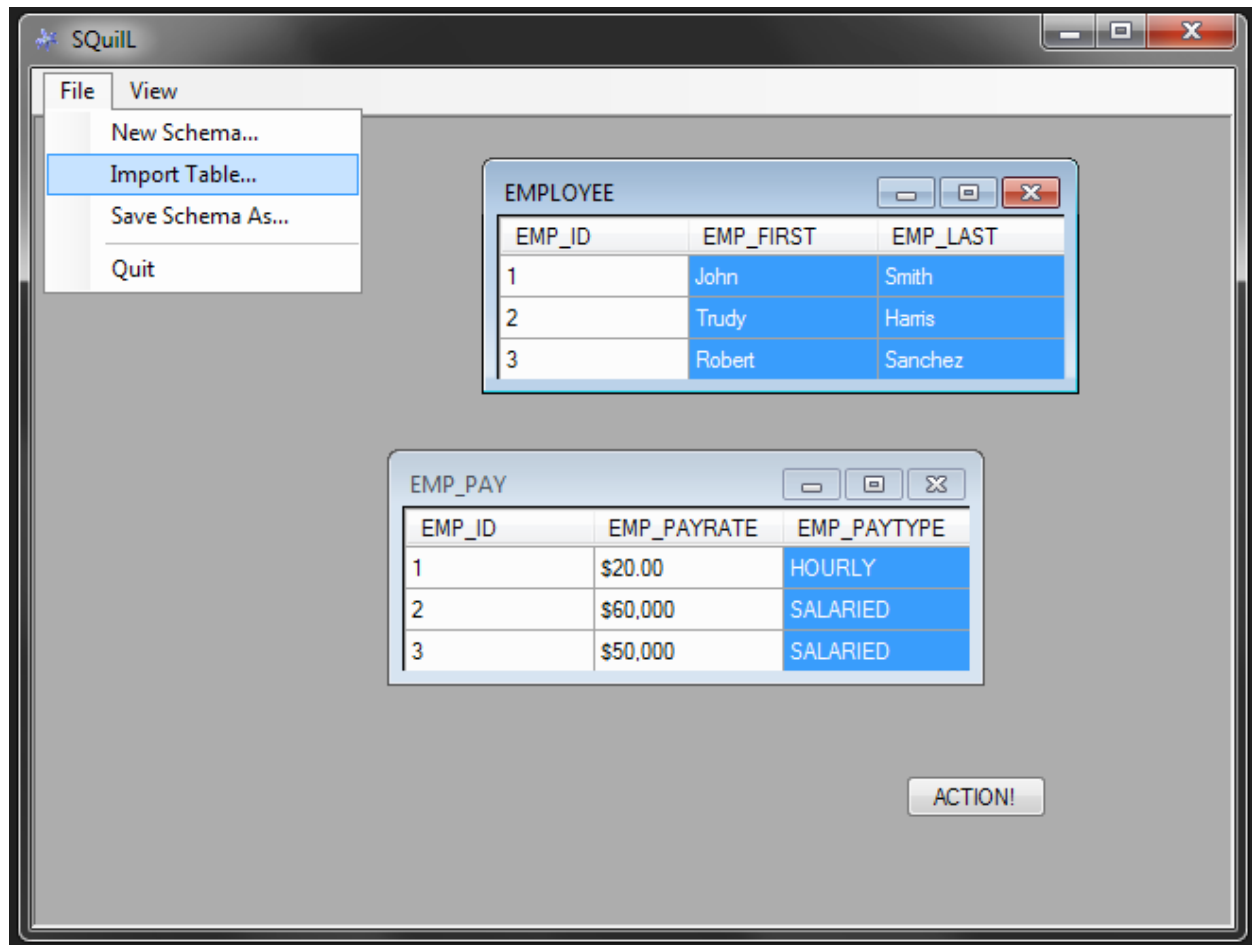 SQuilL
File View
New Schema...
Import Table...
Save Schema As...
Quit
EMPLOYEE
EMP_ID EMP_FIRST EMP_LAST
1 John Smith
2 Trudy Harris
3 Robert Sanchez
EMP_PAY
EMP_ID EMP_PAYRATE EMP_PAYTYPE
1 $20.00 HOURLY
2 $60,000 SALARIED
3 $50,000 SALARIED
ACTION!